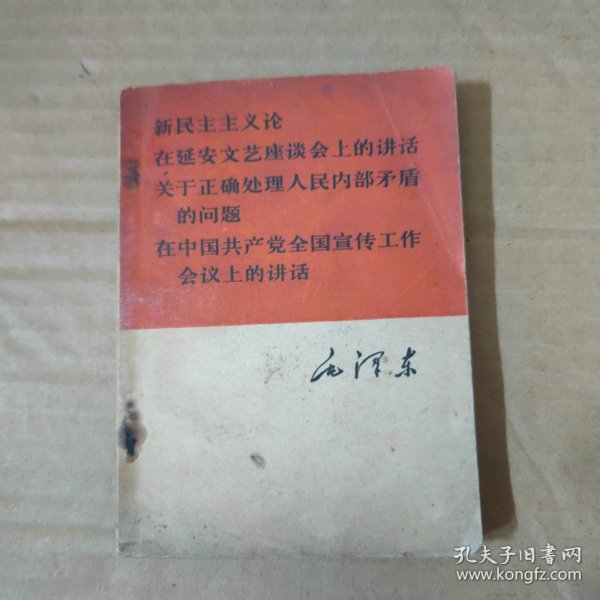 新民主主义论
在延安文艺座谈会上的讲话
关于正确处理人民内部矛盾
的问题
在中国共产党全国宣传工作
会议上的讲话
毛泽东
孔夫子旧书网
www.kongfz.com